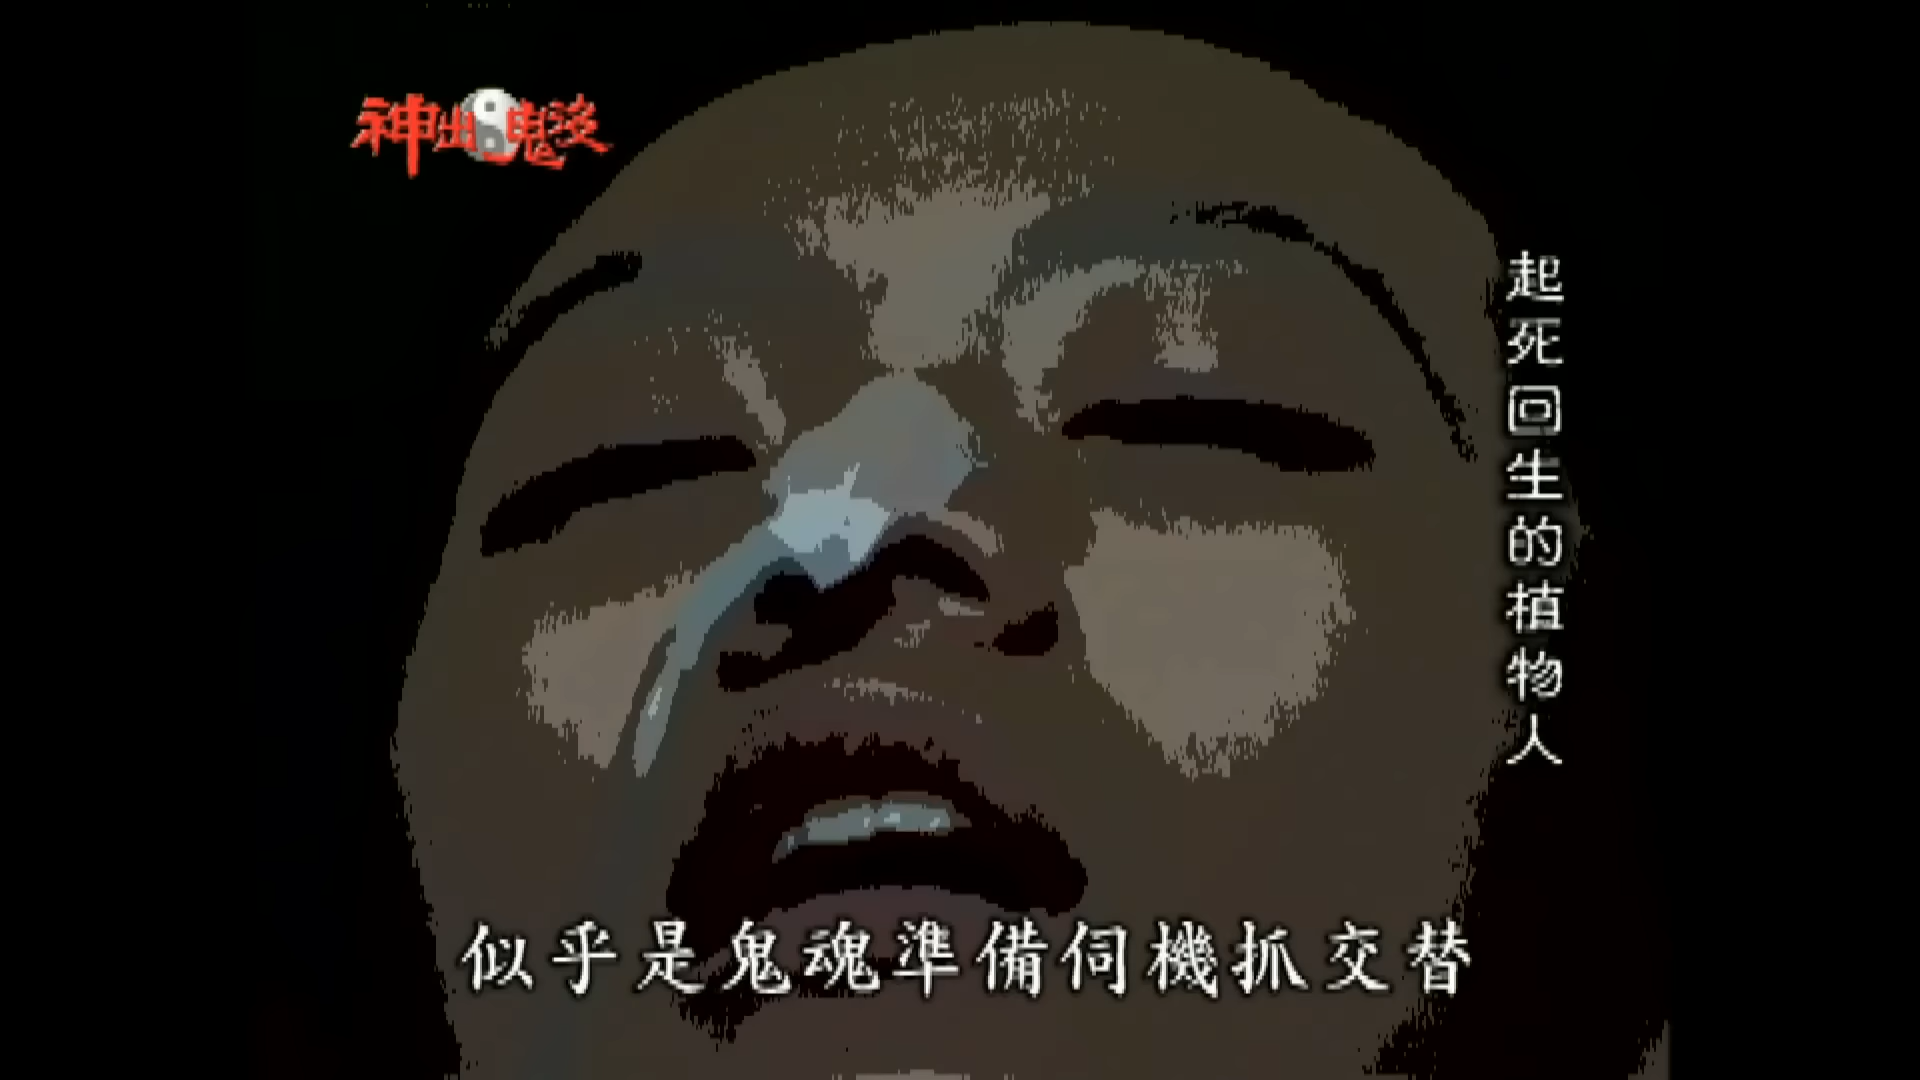 神出鬼沒
起死回生的植物人
似乎是鬼魂準備伺機抓交替